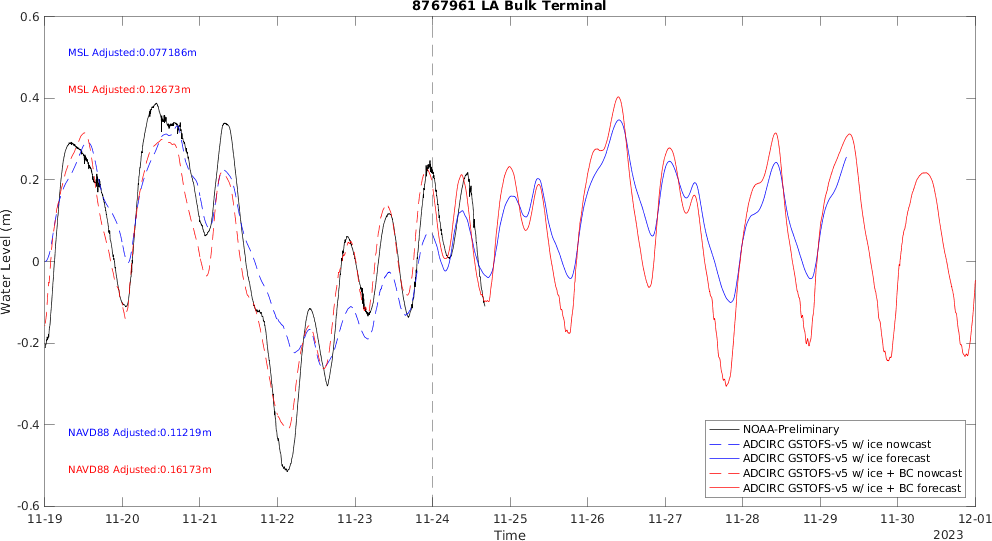 8767961 LA Bulk Terminal
0.6
MSL Adjusted:0.077186m
MSL Adjusted:0.12673m
0.4
0.2
0
-0.2
-0.4
-0.6
Water Level (m)
NAVD88 Adjusted:0.11219m
NAVD88 Adjusted:0.16173m
NOAA-Preliminary
ADCIRC GSTOFS-v5 w/ ice nowcast
ADCIRC GSTOFS-v5 w/ ice forecast
ADCIRC GSTOFS-v5 w/ ice + BC nowcast
ADCIRC GSTOFS-v5 w/ ice + BC forecast
11-19 11-20 11-21 11-22 11-23 11-24 11-25 11-26 11-27 11-28 11-29 11-30 12-01
Time
2023